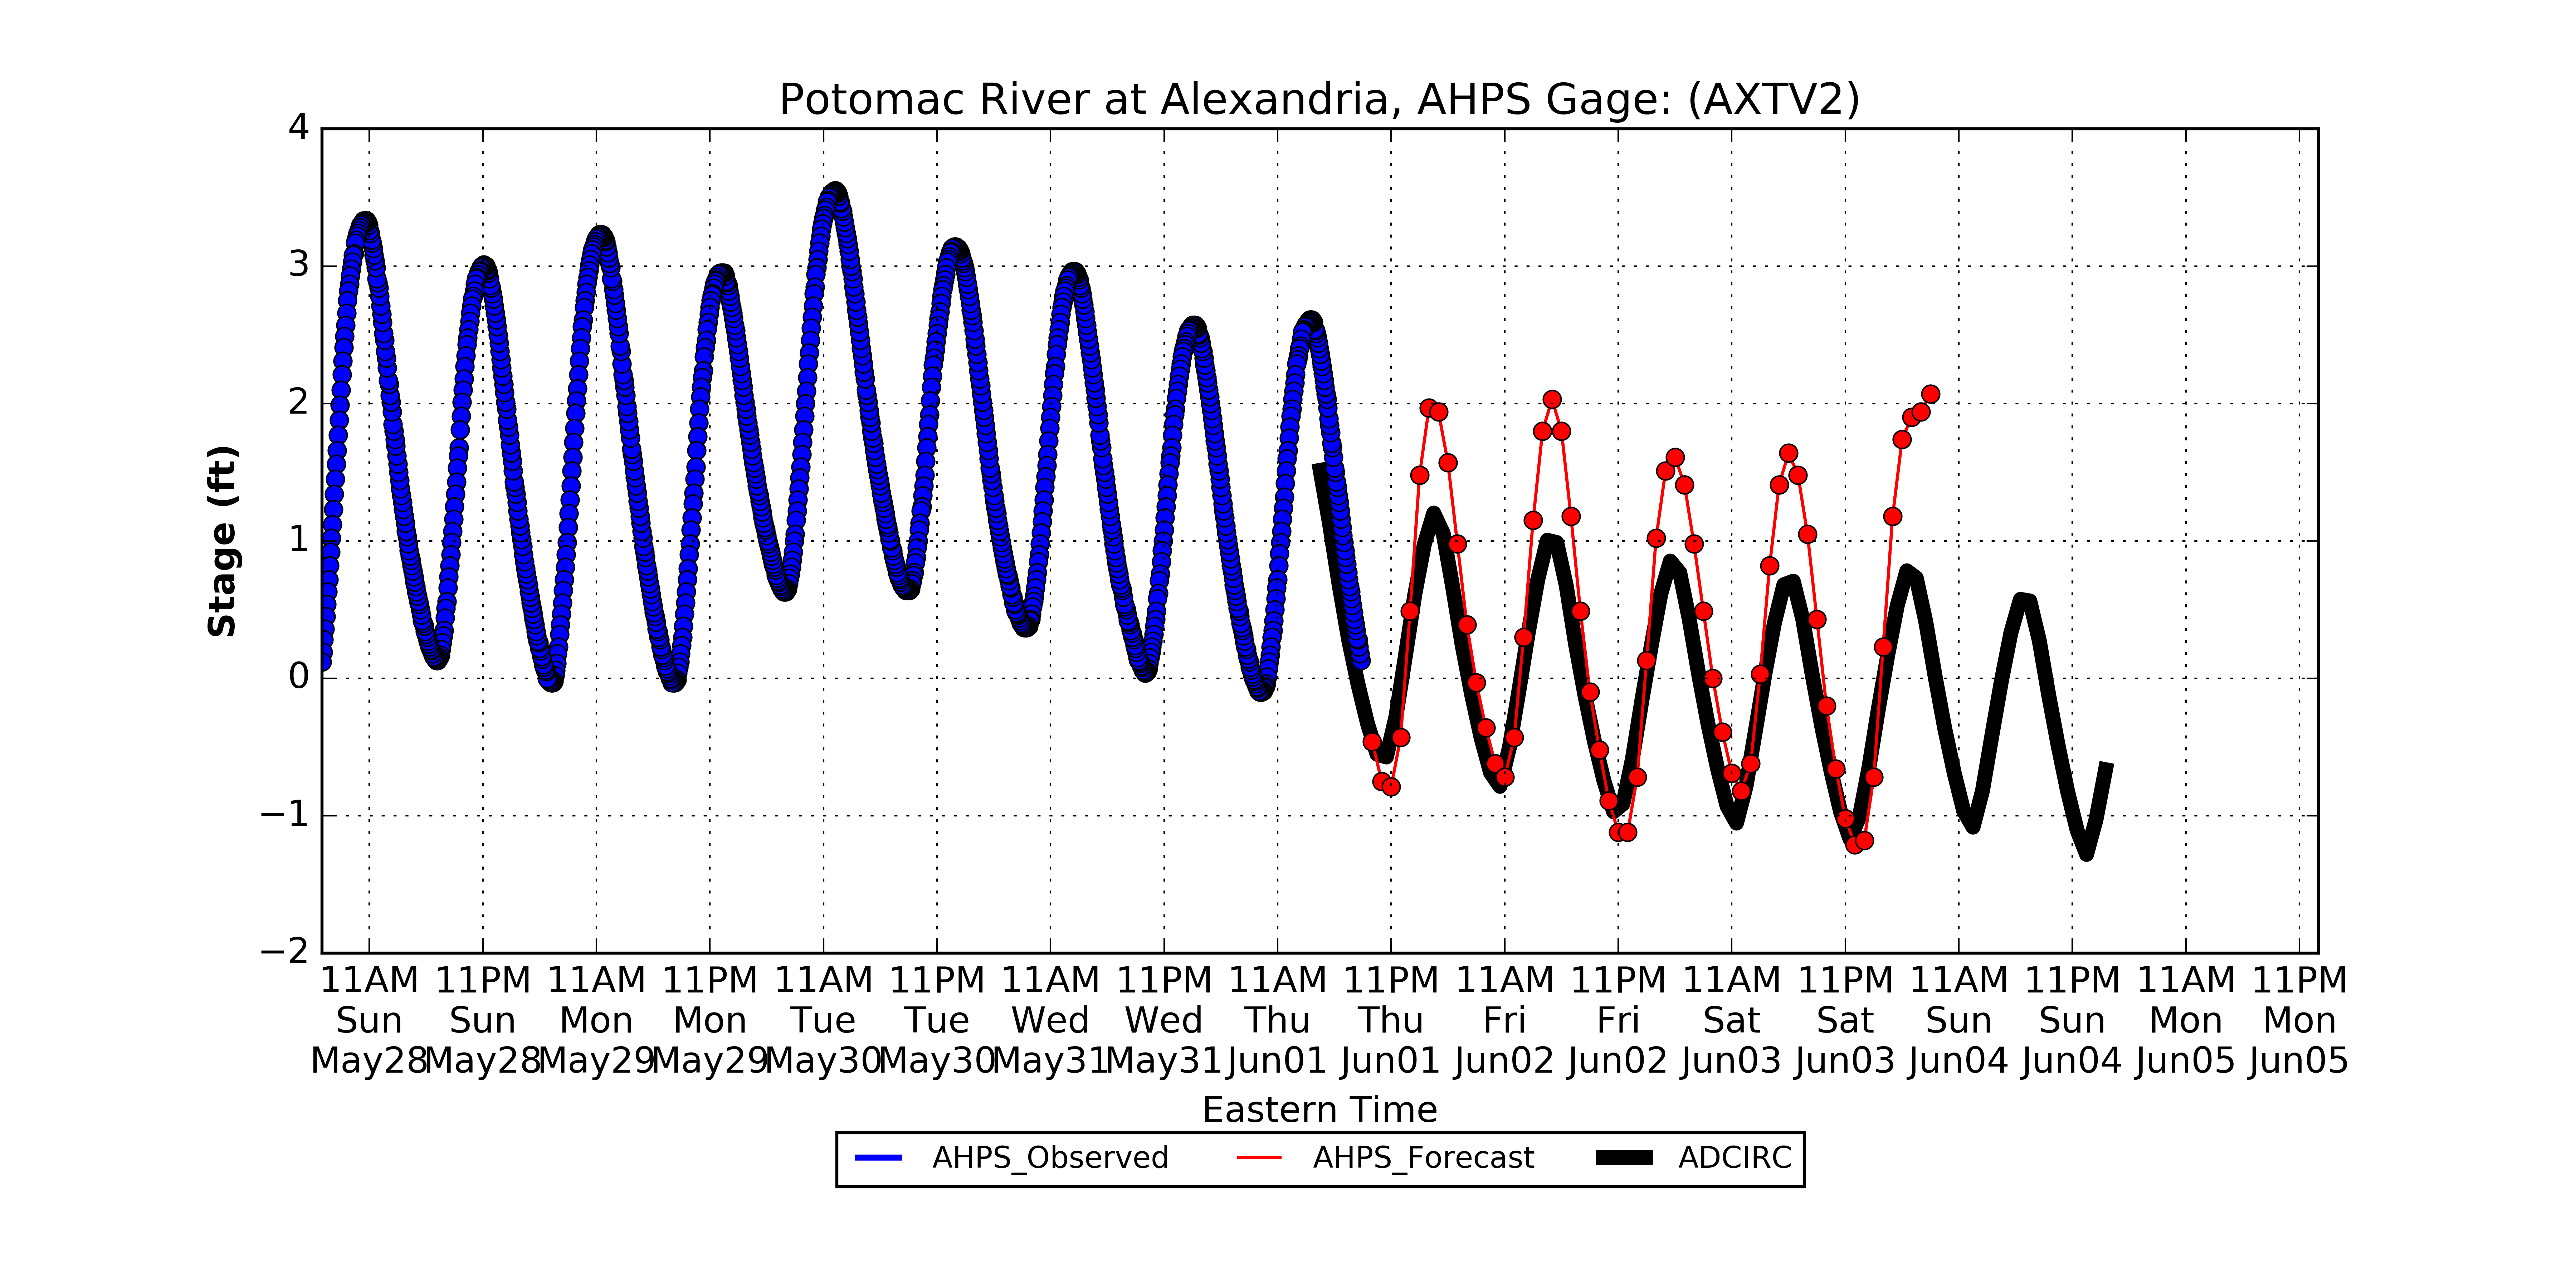 Potomac River at Alexandria, AHPS Gage: (AXTV2)
4
3
2
1
0
−1
−2
Stage (ft)
11AM 11PM 11AM 11PM 11AM 11PM 11AM 11PM 11AM 11PM 11AM 11PM 11AM 11PM 11AM 11PM 11AM 11PM
Sun Sun Mon Mon Tue Tue Wed Wed Thu Thu Fri Fri Sat Sat Sun Sun Mon Mon
May28 May28 May29 May29 May30 May30 May31 May31 Jun01 Jun01 Jun02 Jun02 Jun03 Jun03 Jun04 Jun04 Jun05 Jun05
Eastern Time
AHPS_Observed AHPS_Forecast ADCIRC